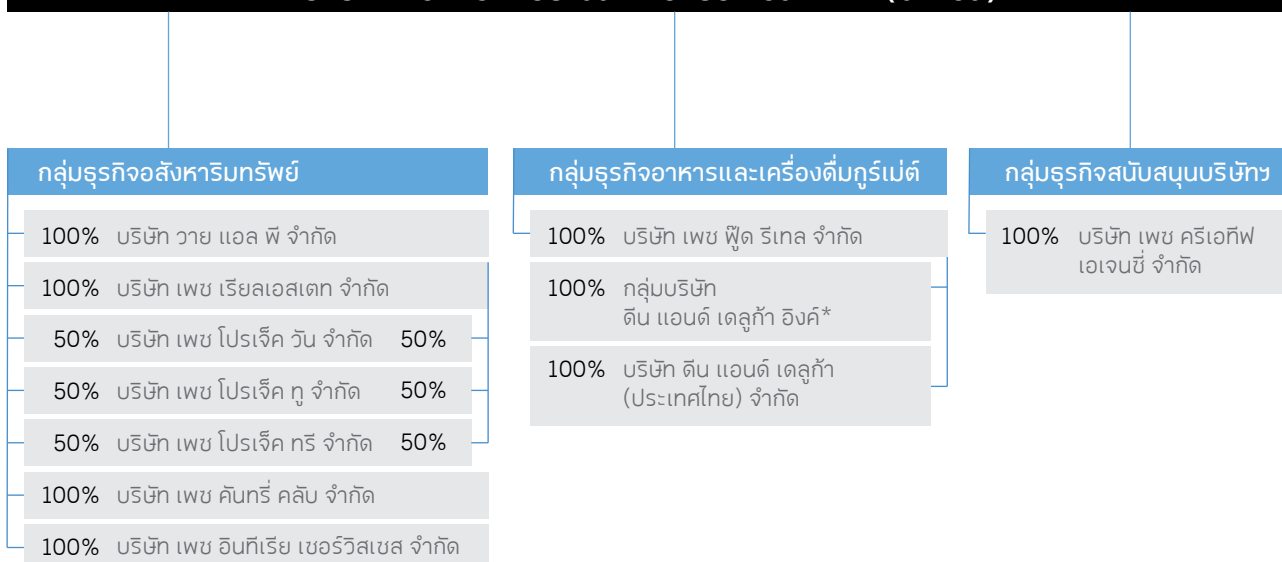 กลุ่มธุรกิจอสังหาริมทรัพย์
100% บริษัท วาย แอล พี จำกัด
100% บริษัท เพซ เรียลเอสเตท จำกัด
50% บริษัท เพซ โปรเจ็ค วัน จำกัด 50%
50% บริษัท เพซ โปรเจ็ค ทู จำกัด 50%
50% บริษัท เพซ โปรเจ็ค ทรี จำกัด 50%
100% บริษัท เพซ คันทรี่ คลับ จำกัด
100% บริษัท เพซ อินทีเรีย เซอร์วิสเซส จำกัด
กลุ่มธุรกิจอาหารและเครื่องดื่มกูร์เม่ต์
100% บริษัท เพซ ฟู๊ด รีเทล จำกัด
100% กลุ่มบริษัท
ดีน แอนด์ เดลูก้า อิงค์*
100% บริษัท ดีน แอนด์ เดลูก้า
(ประเทศไทย) จำกัด
กลุ่มธุรกิจสนับสนุนบริษัทฯ
100% บริษัท เพซ ครีเอทีฟ
เอเจนซี่ จำกัด